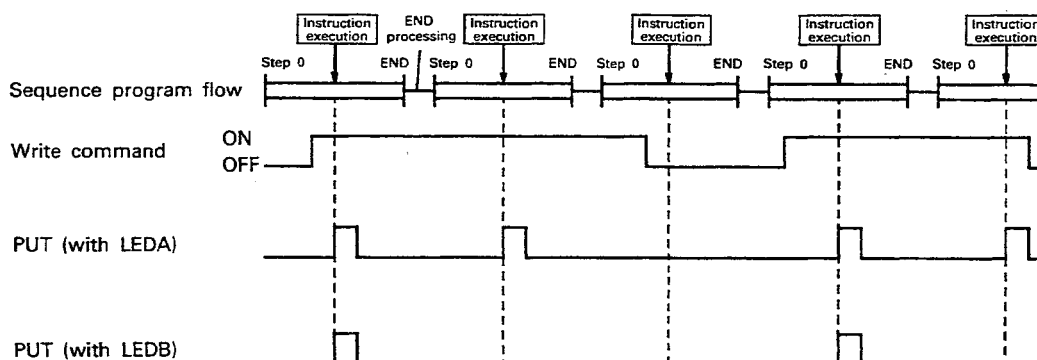 Instruction execution
END processing
Instruction execution
Instruction execution
Instruction execution
Instruction execution
Step 0
END
Step 0
END
Step 0
END
Step 0
END
Step 0
Sequence program flow
Write command
ON
OFF
PUT (with LEDA)
PUT (with LEDB)